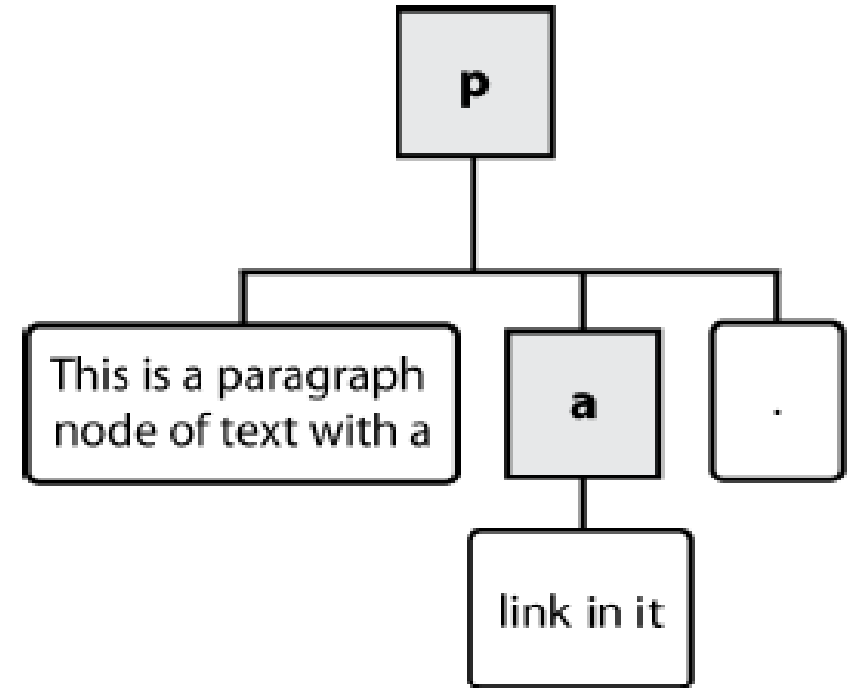 p
This is a paragraph
node of text with a
a
.
link in it